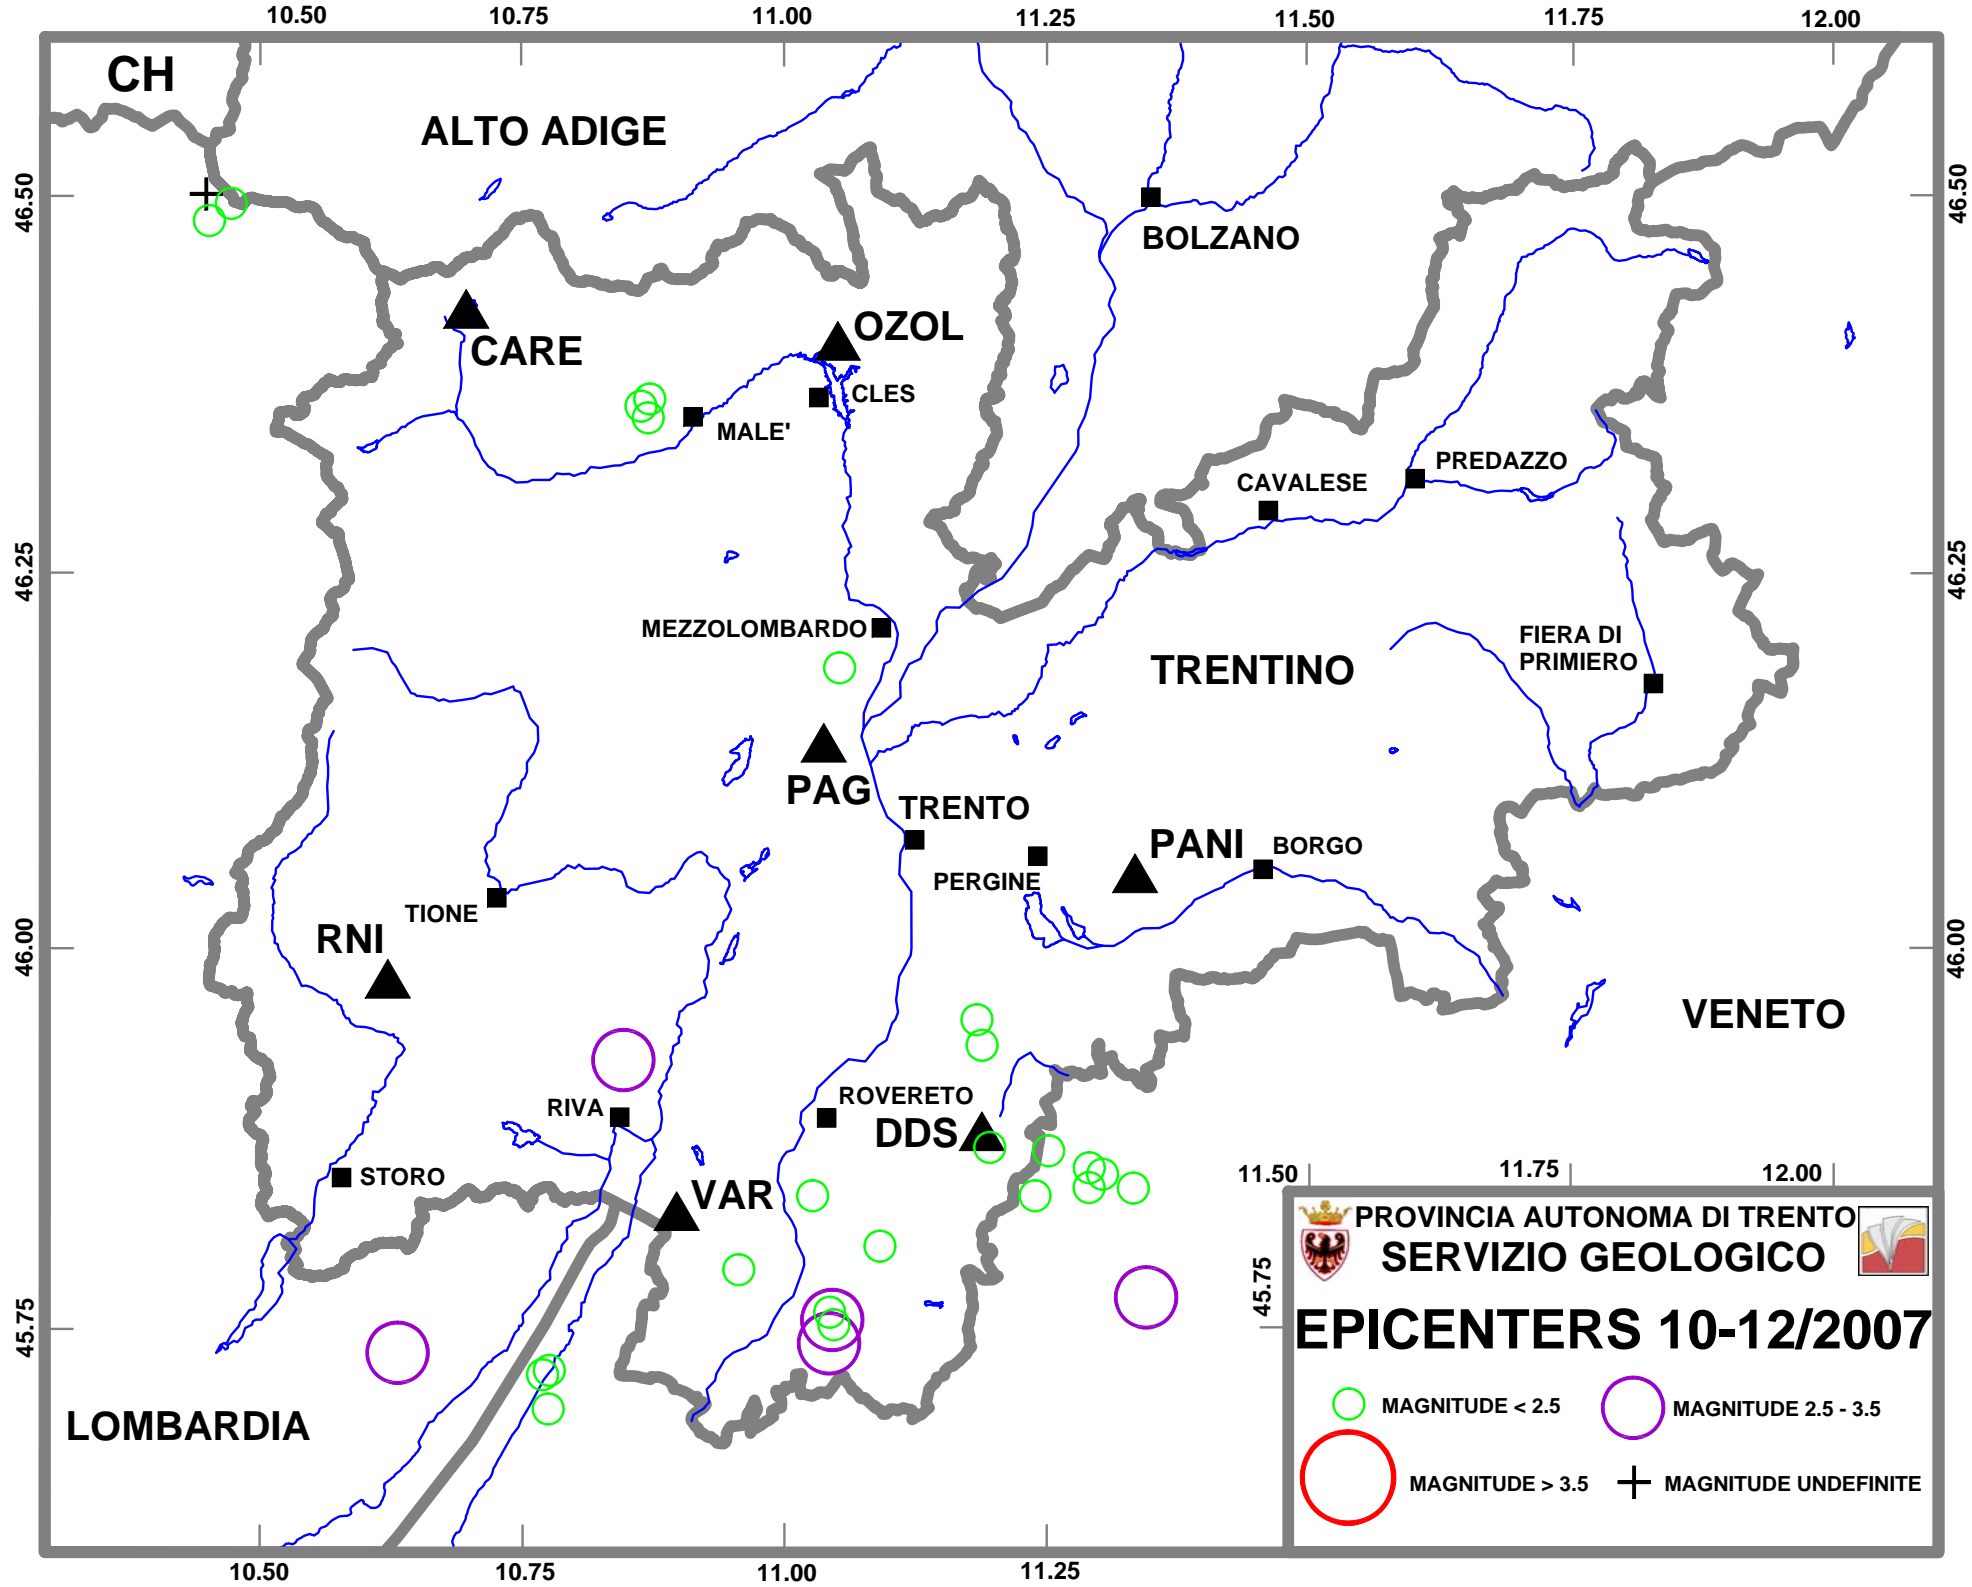 10.50 10.75 11.00 11.25 11.50 11.75 12.00
CH
ALTO ADIGE
46.50
46.50
BOLZANO
OZOL
CARE
CLES
MALE'
PREDAZZO
CAVALESE
46.25
46.25
MEZZOLOMBARDO
FIERA DI
PRIMIERO
TRENTINO
PAG
TRENTO
PANI
BORGO
PERGINE
TIONE
RNI
46.00
46.00
VENETO
ROVERETO
RIVA
DDS
STORO
VAR
11.50 11.75 12.00
45.75
45.75
LOMBARDIA
PROVINCIA AUTONOMA DI TRENTO
SERVIZIO GEOLOGICO
EPICENTERS 10-12/2007
MAGNITUDE < 2.5
MAGNITUDE 2.5 - 3.5
MAGNITUDE > 3.5
MAGNITUDE UNDEFINITE
10.50 10.75 11.00 11.25